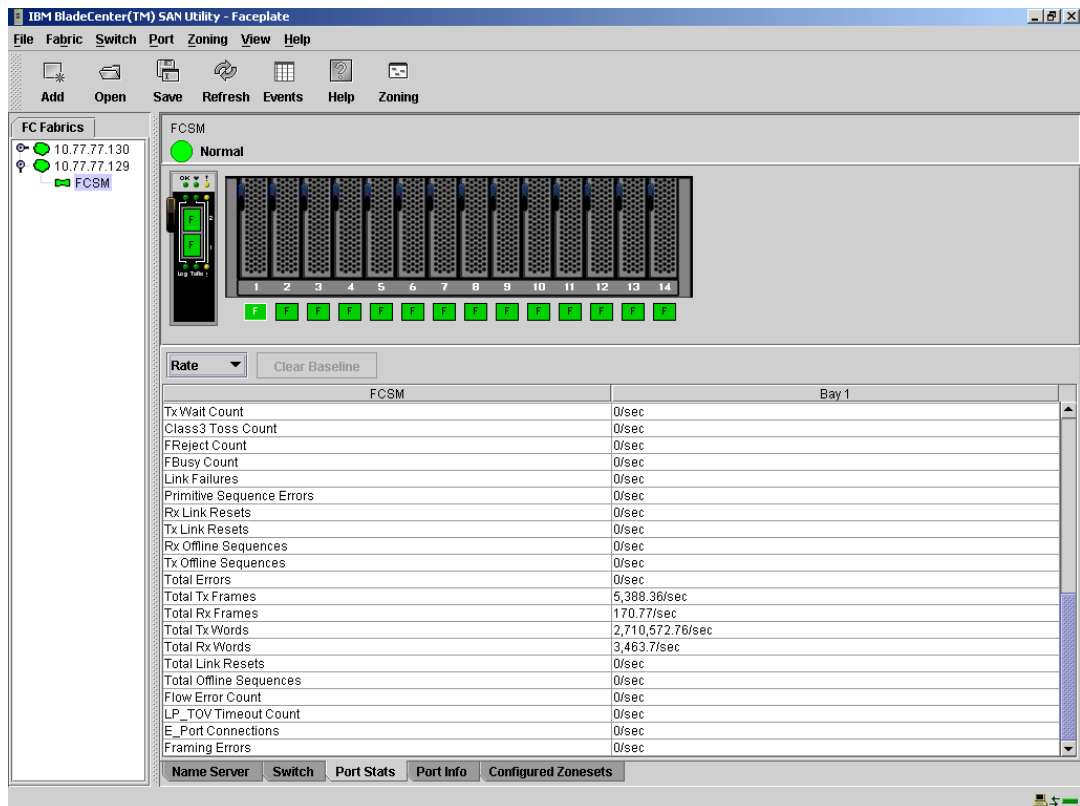 IBM BladeCenter(TM) SAN Utility - Faceplate
File Fabric Switch Port Zoning View Help
Add Open Save Refresh Events Help Zoning
FC Fabrics
10.77.77.130
10.77.77.129
FCSM
FCSM
Normal
OK
F 2
F 1
Log TxRx !
1 2 3 4 5 6 7 8 9 10 11 12 13 14
F F F F F F F F F F F F F F
Rate Clear Baseline
FCSM Bay 1
Tx Wait Count 0/sec
Class3 Toss Count 0/sec
FReject Count 0/sec
FBusy Count 0/sec
Link Failures 0/sec
Primitive Sequence Errors 0/sec
Rx Link Resets 0/sec
Tx Link Resets 0/sec
Rx Offline Sequences 0/sec
Tx Offline Sequences 0/sec
Total Errors 0/sec
Total Tx Frames 5,388.36/sec
Total Rx Frames 170.77/sec
Total Tx Words 2,710,572.76/sec
Total Rx Words 3,463.7/sec
Total Link Resets 0/sec
Total Offline Sequences 0/sec
Flow Error Count 0/sec
LP_TOV Timeout Count 0/sec
E_Port Connections 0/sec
Framing Errors 0/sec
Name Server Switch Port Stats Port Info Configured Zonesets